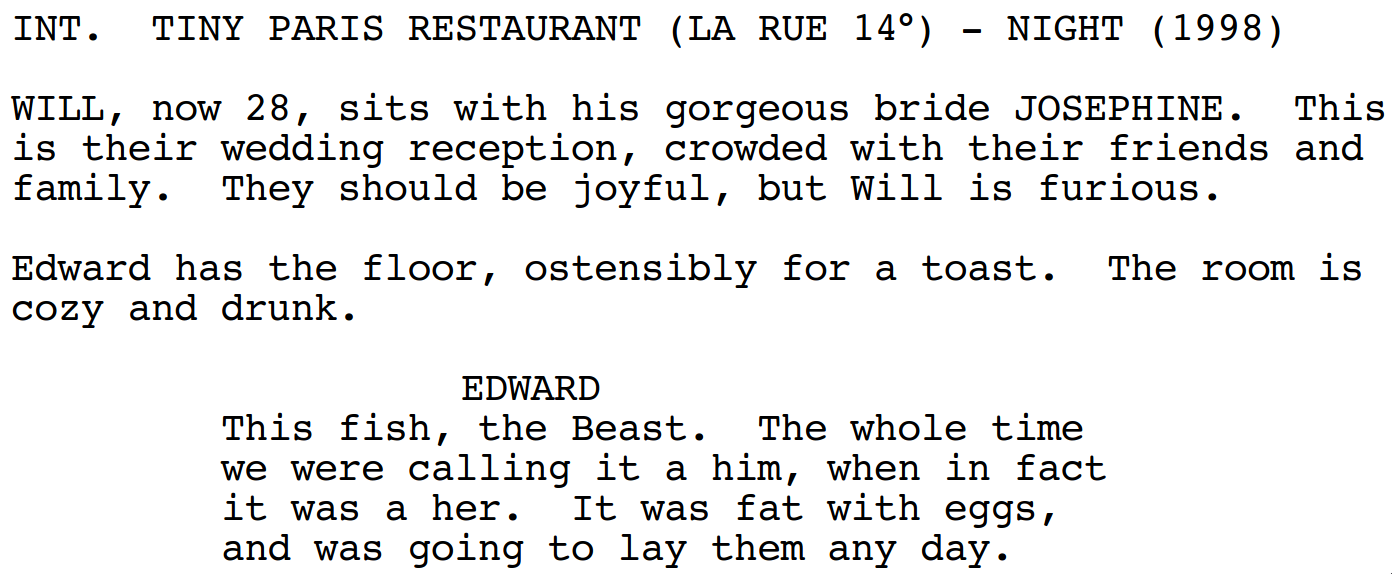 INT.  TINY PARIS RESTAURANT (LA RUE 14°) – NIGHT (1998)
WILL, now 28, sits with his gorgeous bride JOSEPHINE.  This
is their wedding reception, crowded with their friends and
family.  They should be joyful, but Will is furious.
Edward has the floor, ostensibly for a toast.  The room is
cozy and drunk.
EDWARD
This fish, the Beast.  The whole time
we were calling it a him, when in fact
it was a her.  It was fat with eggs,
and was going to lay them any day.